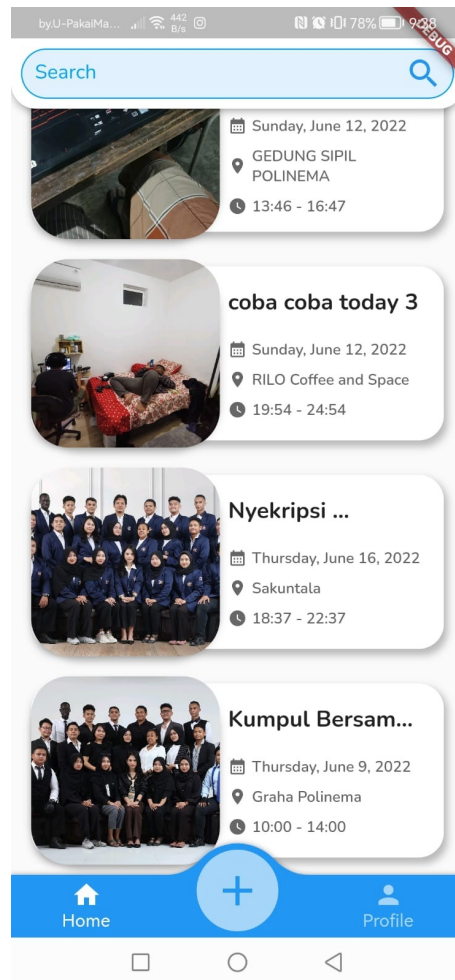 by.U-PakaiMa... 442 B/s 78% 9:38
DEBUG
Search
Sunday, June 12, 2022
GEDUNG SIPIL
POLINEMA
13:46 - 16:47
coba coba today 3
Sunday, June 12, 2022
RILO Coffee and Space
19:54 - 24:54
Nyekripsi ...
Thursday, June 16, 2022
Sakuntala
18:37 - 22:37
Kumpul Bersam...
Thursday, June 9, 2022
Graha Polinema
10:00 - 14:00
Home
Profile